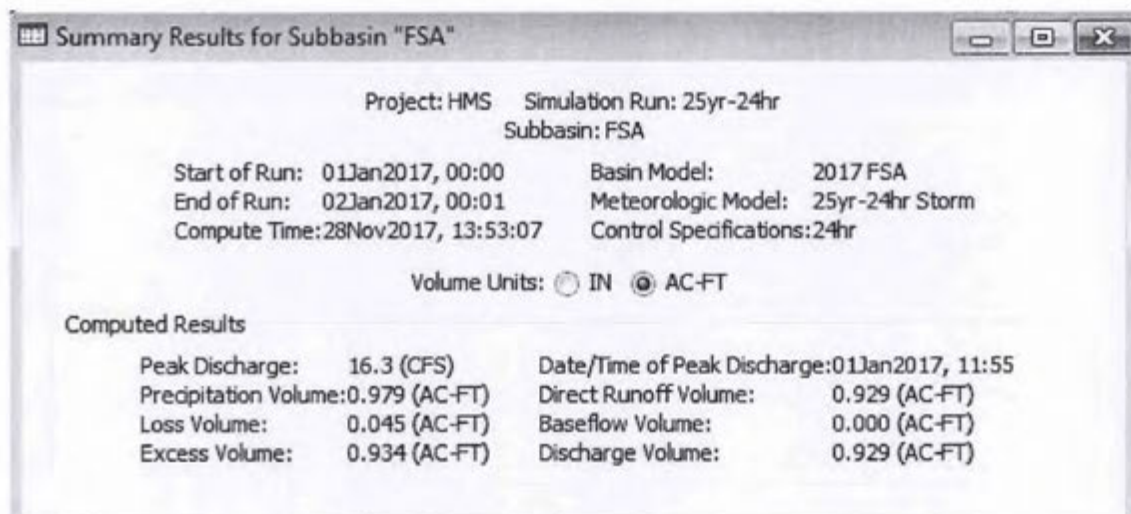 Summary Results for Subbasin "FSA"
Project: HMS Simulation Run: 25yr-24hr
Subbasin: FSA
Start of Run: 01Jan2017, 00:00 Basin Model: 2017 FSA
End of Run: 02Jan2017, 00:01 Meteorologic Model: 25yr-24hr Storm
Compute Time:28Nov2017, 13:53:07 Control Specifications:24hr
Volume Units: IN AC-FT
Computed Results
Peak Discharge: 16.3 (CFS) Date/Time of Peak Discharge:01Jan2017, 11:55
Precipitation Volume:0.979 (AC-FT) Direct Runoff Volume: 0.929 (AC-FT)
Loss Volume: 0.045 (AC-FT) Baseflow Volume: 0.000 (AC-FT)
Excess Volume: 0.934 (AC-FT) Discharge Volume: 0.929 (AC-FT)